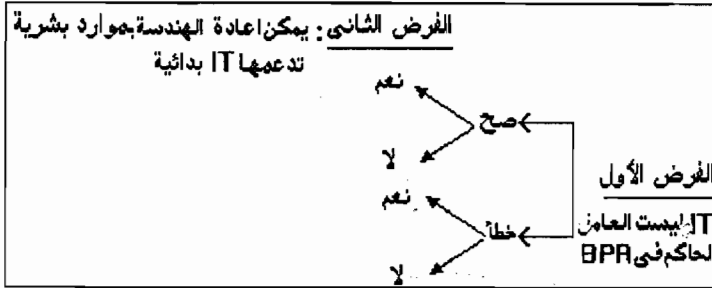 الفرض الثانى: يمكن اعادة الهندسة بموارد بشرية
تدعمها IT بدائية
نعم
صح
لا
الفرض الأول
نعم
IT ليست العامل
خطأ
الحاكم فى BPR
لا